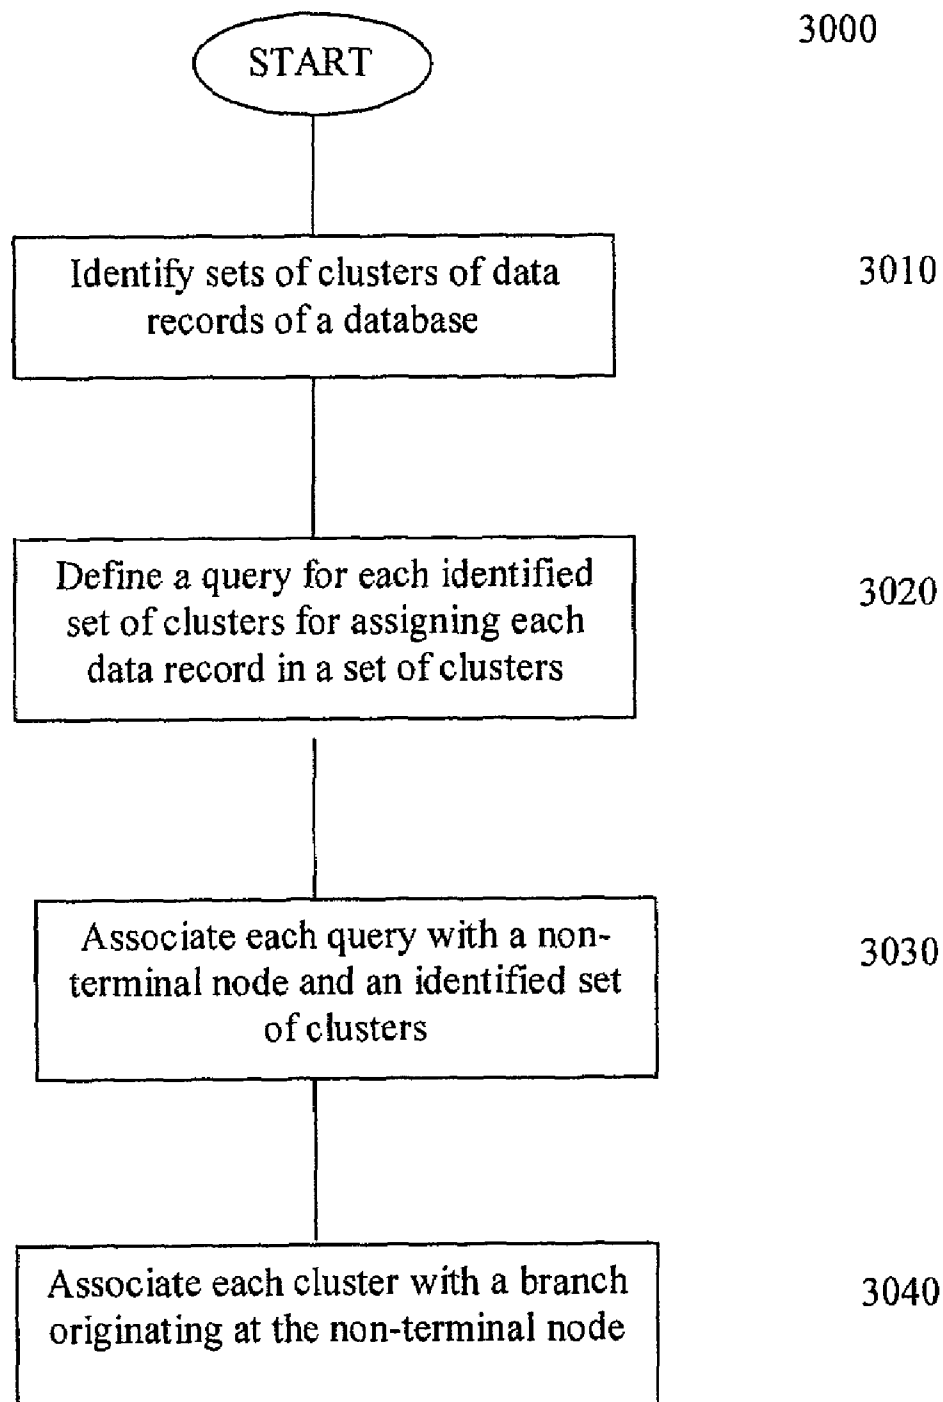 START
3000
Identify sets of clusters of data
records of a database
3010
Define a query for each identified
set of clusters for assigning each
data record in a set of clusters
3020
Associate each query with a non-
terminal node and an identified set
of clusters
3030
Associate each cluster with a branch
originating at the non-terminal node
3040